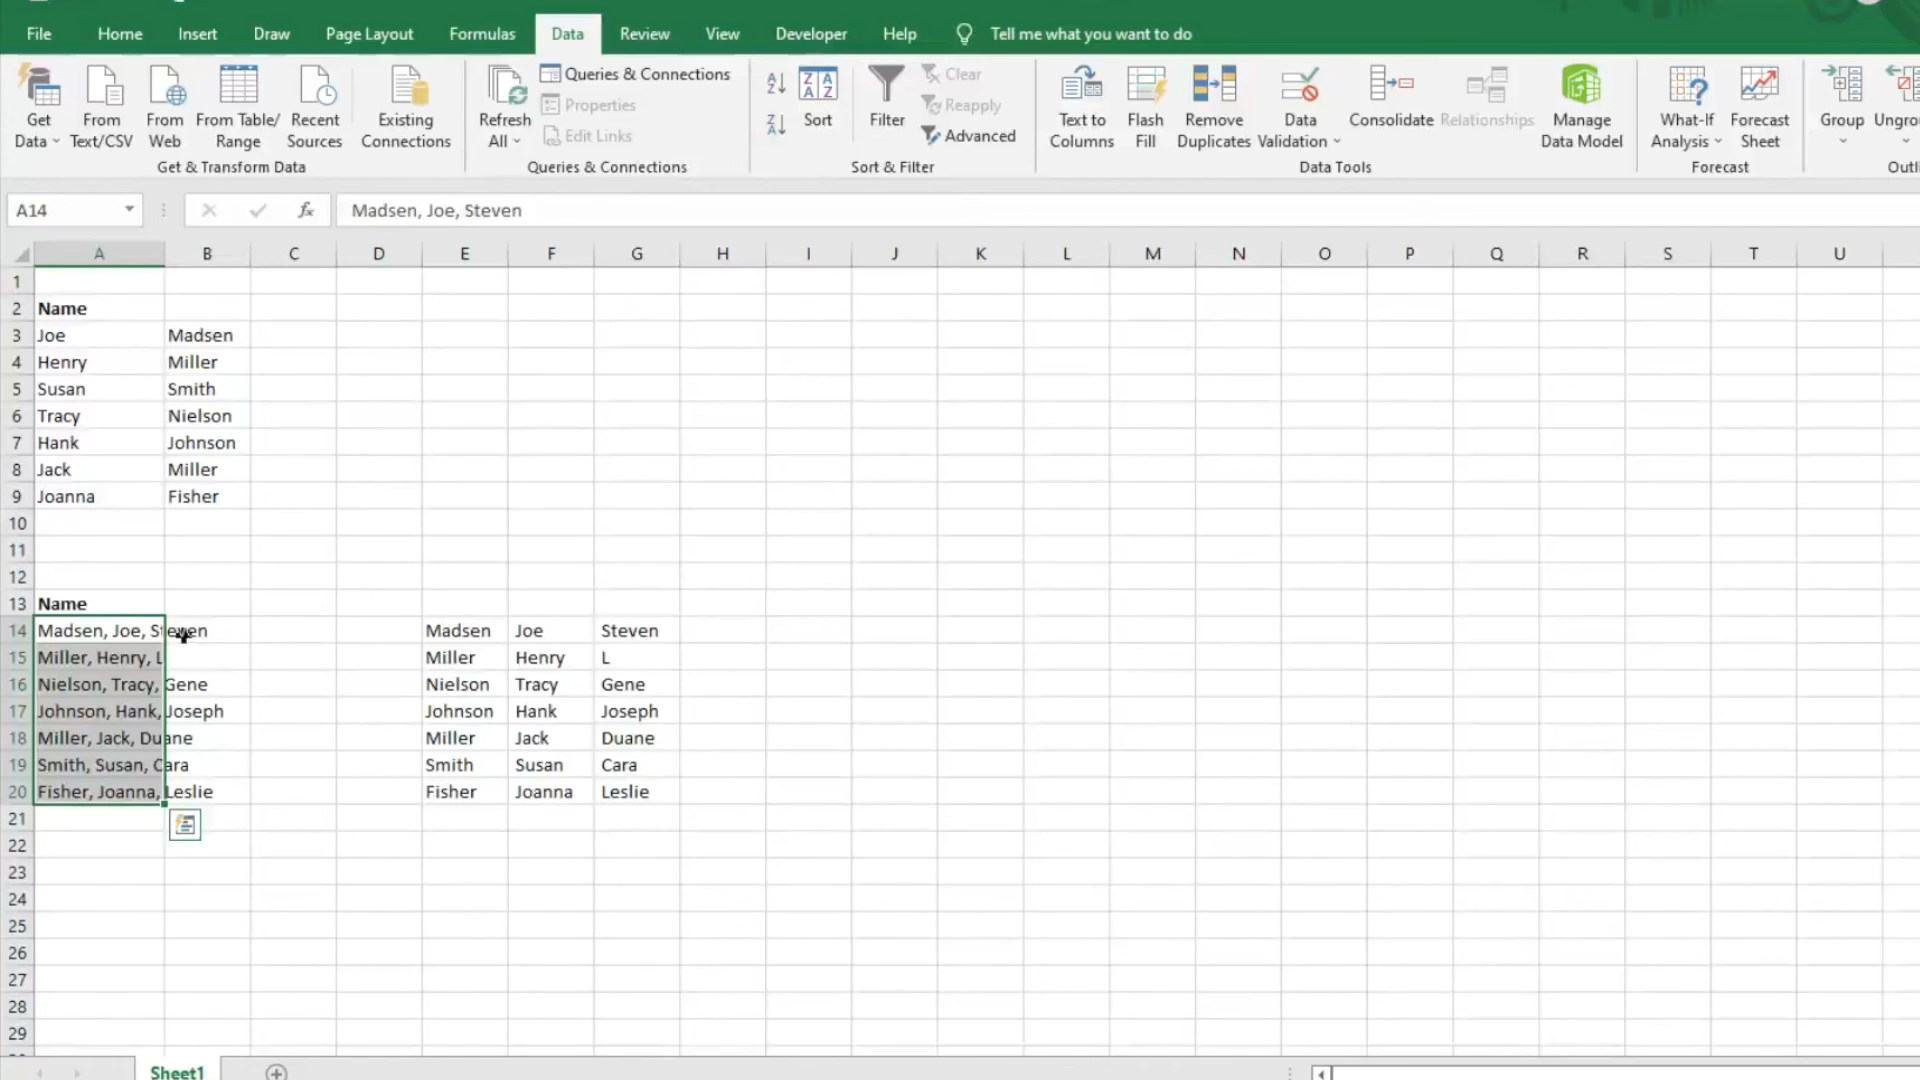 File Home Insert Draw Page Layout Formulas Data Review View Developer Help Tell me what you want to do
Get Data
From Text/CSV
From Web
From Table/ Range
Recent Sources
Existing Connections
Get & Transform Data
Refresh All
Queries & Connections
Properties
Edit Links
Queries & Connections
Sort
Filter
Clear
Reapply
Advanced
Sort & Filter
Text to Columns
Flash Fill
Remove Duplicates
Data Validation
Consolidate
Relationships
Manage Data Model
Data Tools
What-If Analysis
Forecast Sheet
Forecast
Group
Ungro
Outli
A14 fx Madsen, Joe, Steven
A B C D E F G H I J K L M N O P Q R S T U
1
2 Name
3 Joe Madsen
4 Henry Miller
5 Susan Smith
6 Tracy Nielson
7 Hank Johnson
8 Jack Miller
9 Joanna Fisher
10
11
12
13 Name
14 Madsen, Joe, Steven Madsen Joe Steven
15 Miller, Henry, L Miller Henry L
16 Nielson, Tracy, Gene Nielson Tracy Gene
17 Johnson, Hank, Joseph Johnson Hank Joseph
18 Miller, Jack, Duane Miller Jack Duane
19 Smith, Susan, Cara Smith Susan Cara
20 Fisher, Joanna, Leslie Fisher Joanna Leslie
21
22
23
24
25
26
27
28
29
Sheet1